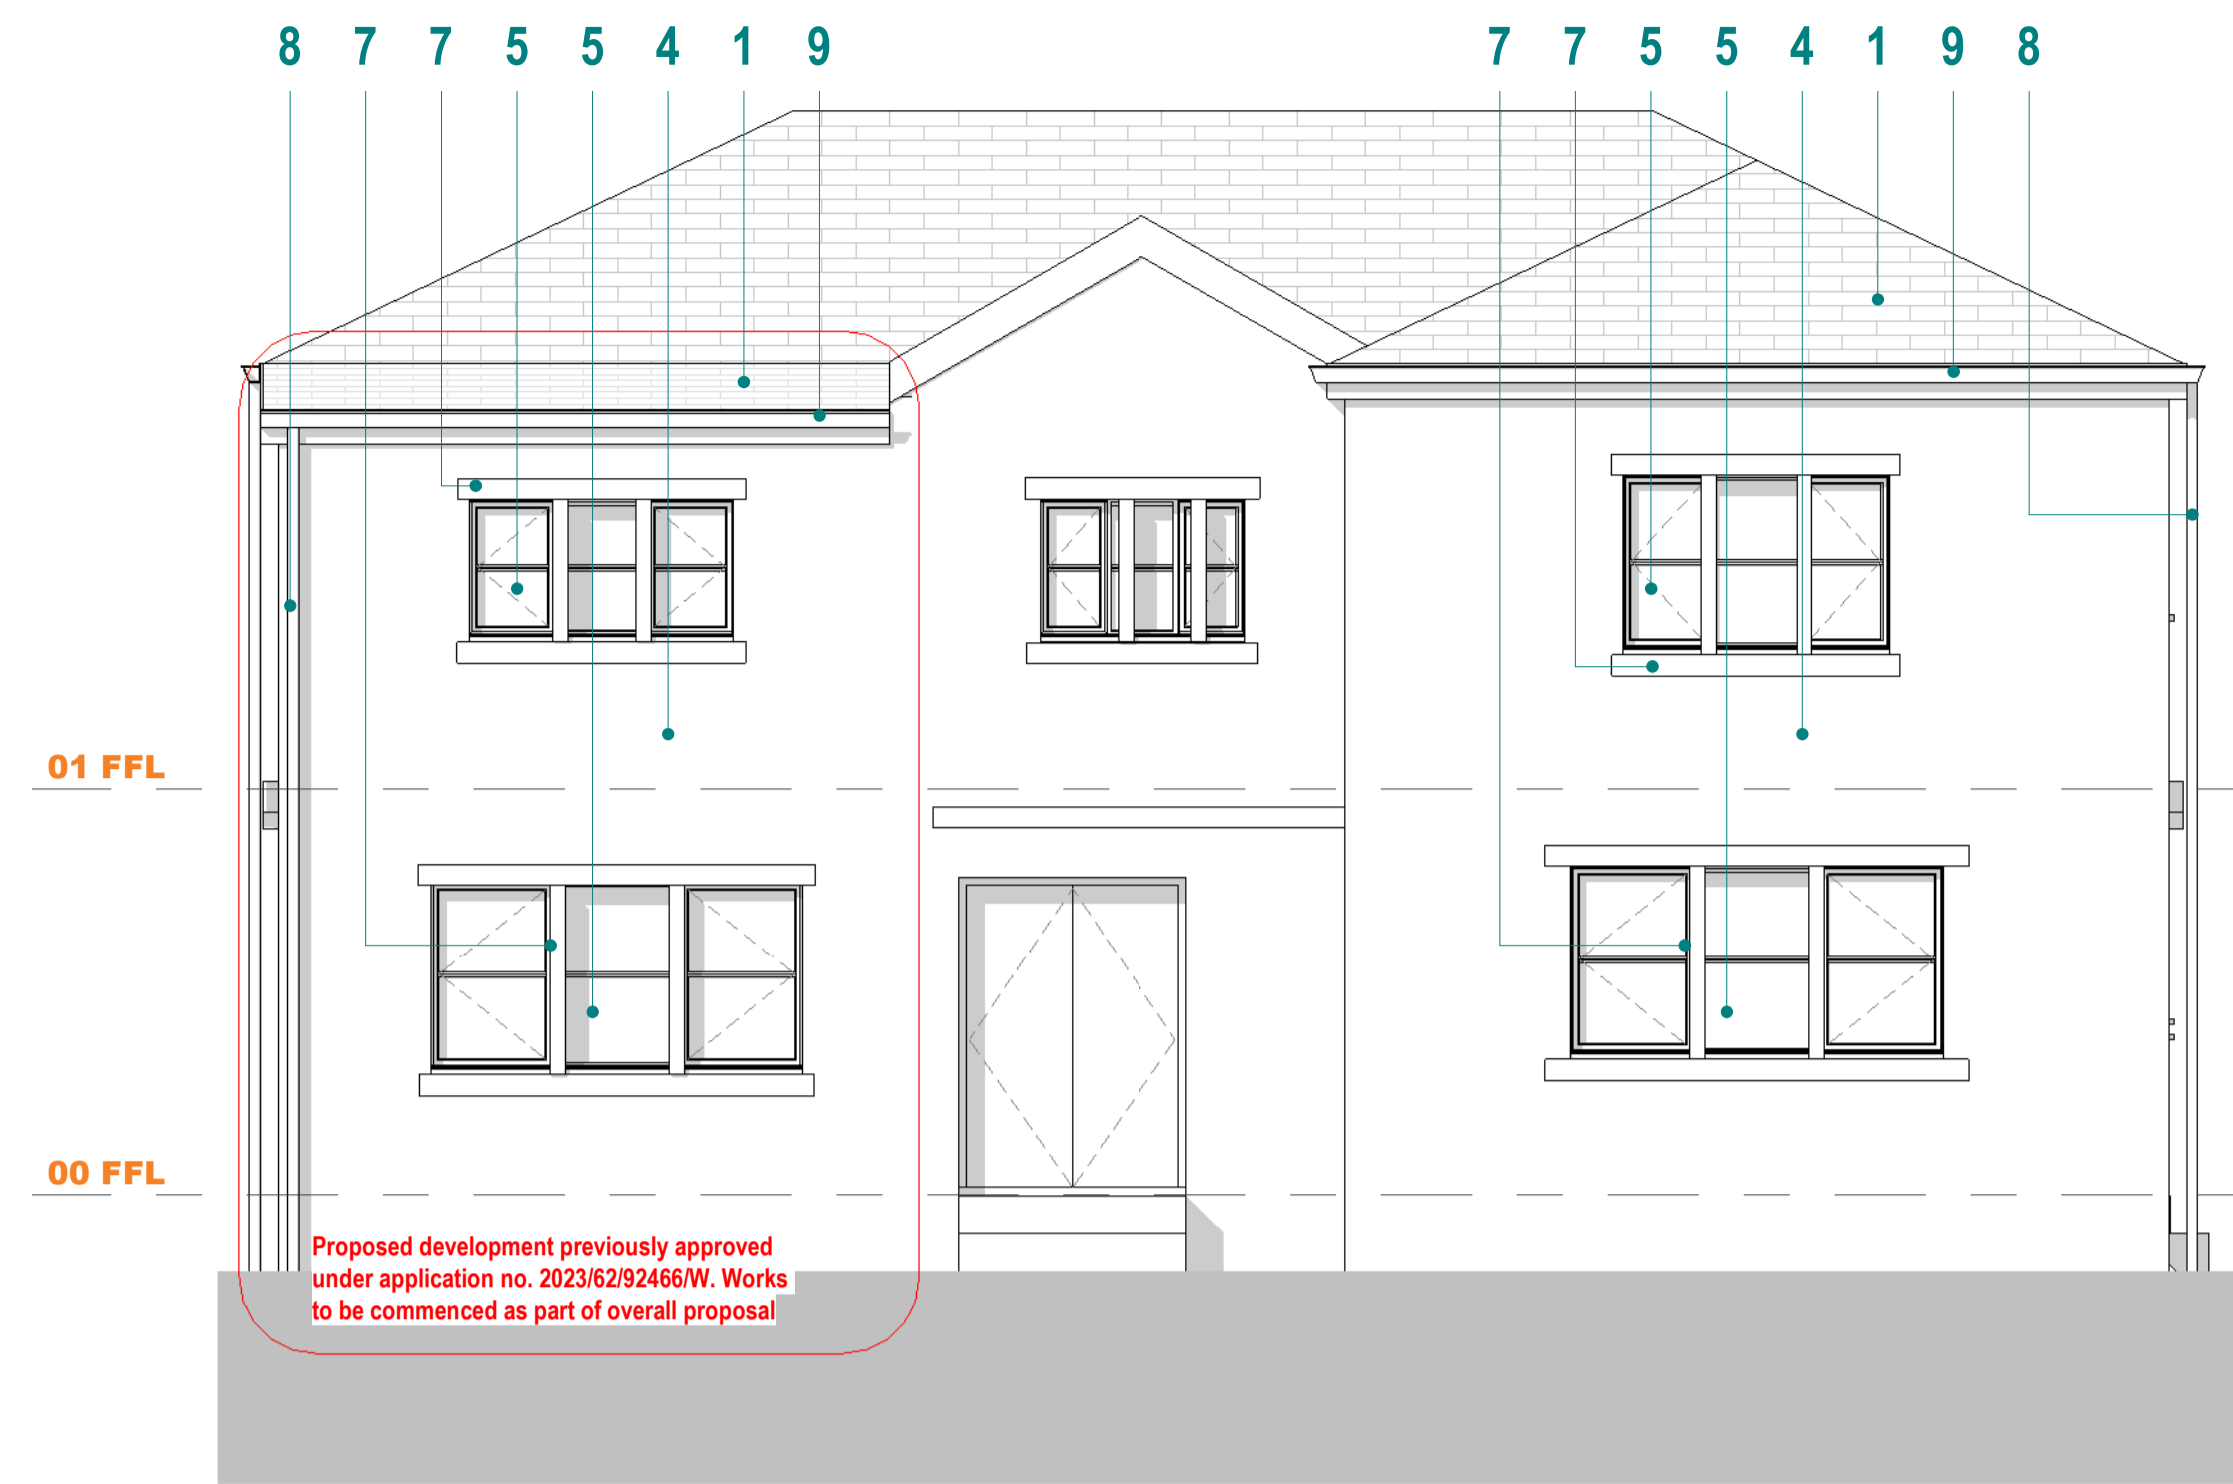 8 7 7 5 5 4 1 9 7 7 5 5 4 1 9 8
01 FFL
00 FFL
Proposed development previously approved
under application no. 2023/62/92466/W. Works
to be commenced as part of overall proposal